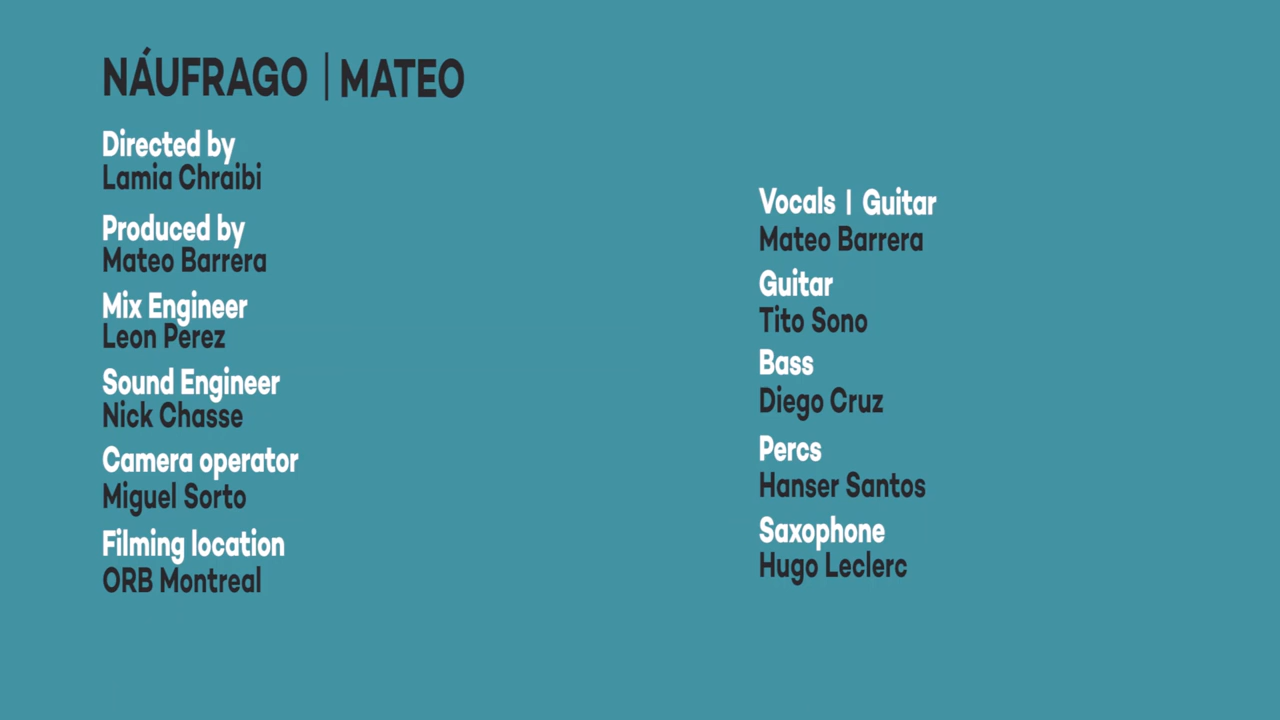 NÁUFRAGO | MATEO
Directed by
Lamia Chraibi
Produced by
Mateo Barrera
Mix Engineer
Leon Perez
Sound Engineer
Nick Chasse
Camera operator
Miguel Sorto
Filming location
ORB Montreal
Vocals | Guitar
Mateo Barrera
Guitar
Tito Sono
Bass
Diego Cruz
Percs
Hanser Santos
Saxophone
Hugo Leclerc